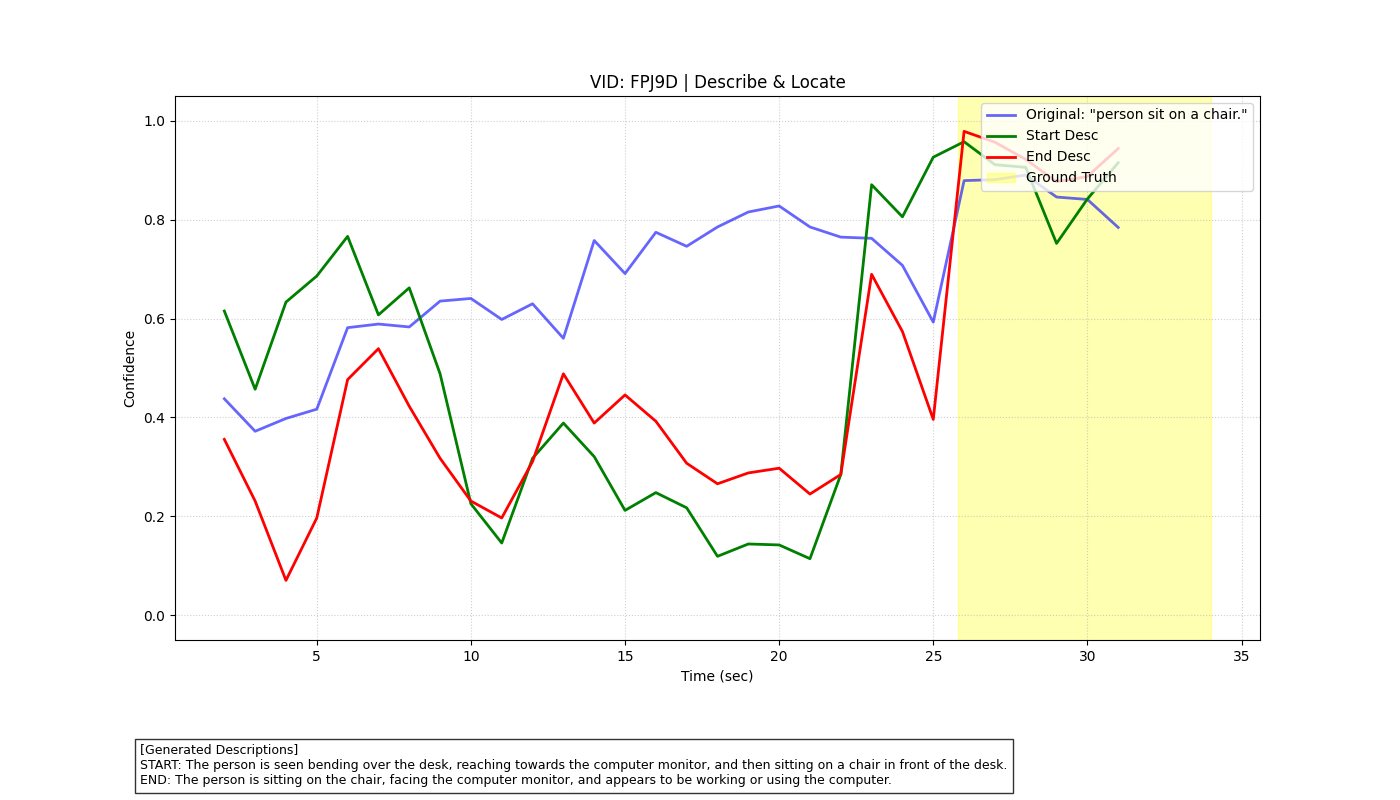 VID: FPJ9D | Describe & Locate
Original: "person sit on a chair."
Start Desc
End Desc
Ground Truth
Confidence
1.0
0.8
0.6
0.4
0.2
0.0
5 10 15 20 25 30 35
Time (sec)
[Generated Descriptions]
START: The person is seen bending over the desk, reaching towards the computer monitor, and then sitting on a chair in front of the desk.
END: The person is sitting on the chair, facing the computer monitor, and appears to be working or using the computer.